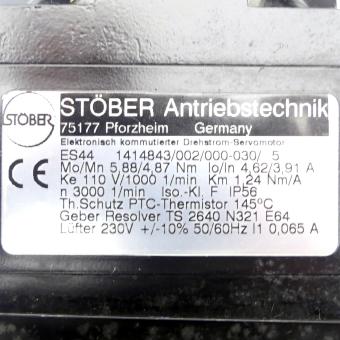 STÖBER
STÖBER Antriebstechnik
75177 Pforzheim Germany
Elektronisch kommutierter Drehstrom-Servomotor
ES44 1414843/002/000-030/ 5
Mo/Mn 5.88/4,87 Nm Io/In 4,62/3,91 A
Ke 110 V/1000 1/min Km 1.24 Nm/A
n 3000 1/min Iso.-Kl. F IP56
Th.Schutz PTC-Thermistor 145°C
Geber Resolver TS 2640 N321 E64
Lüfter 230V +/-10% 50/60Hz I1 0,065 A
CE